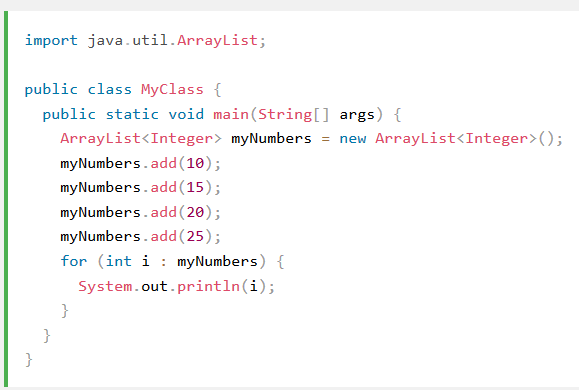 import java.util.ArrayList;
public class MyClass {
  public static void main(String[] args) {
    ArrayList<Integer> myNumbers = new ArrayList<Integer>();
    myNumbers.add(10);
    myNumbers.add(15);
    myNumbers.add(20);
    myNumbers.add(25);
    for (int i : myNumbers) {
      System.out.println(i);
    }
  }
}